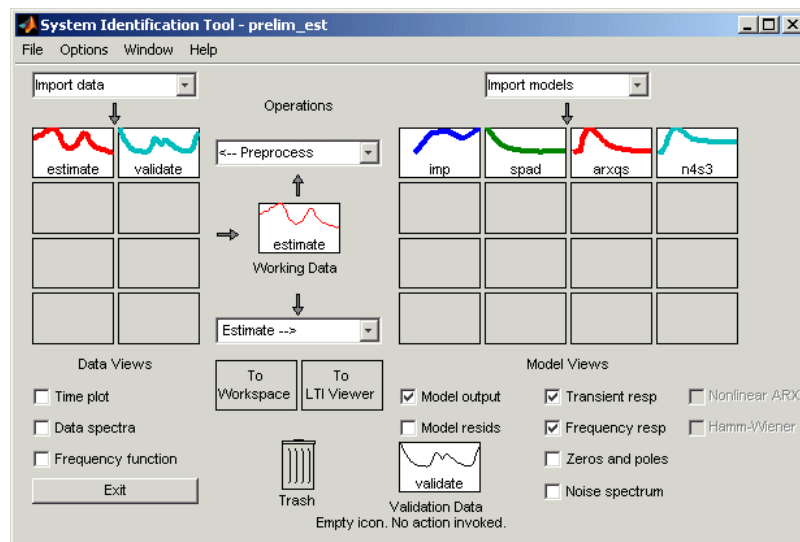 System Identification Tool - prelim_est
File Options Window Help
Import data
Import models
Operations
estimate
validate
<-- Preprocess
imp
spad
arxqs
n4s3
estimate
Working Data
Estimate -->
Data Views
Model Views
To Workspace
To LTI Viewer
Time plot
Model output
Transient resp
Nonlinear ARX
Data spectra
Model resids
Frequency resp
Hamm-Wiener
Frequency function
Zeros and poles
validate
Exit
Trash
Noise spectrum
Validation Data
Empty icon. No action invoked.